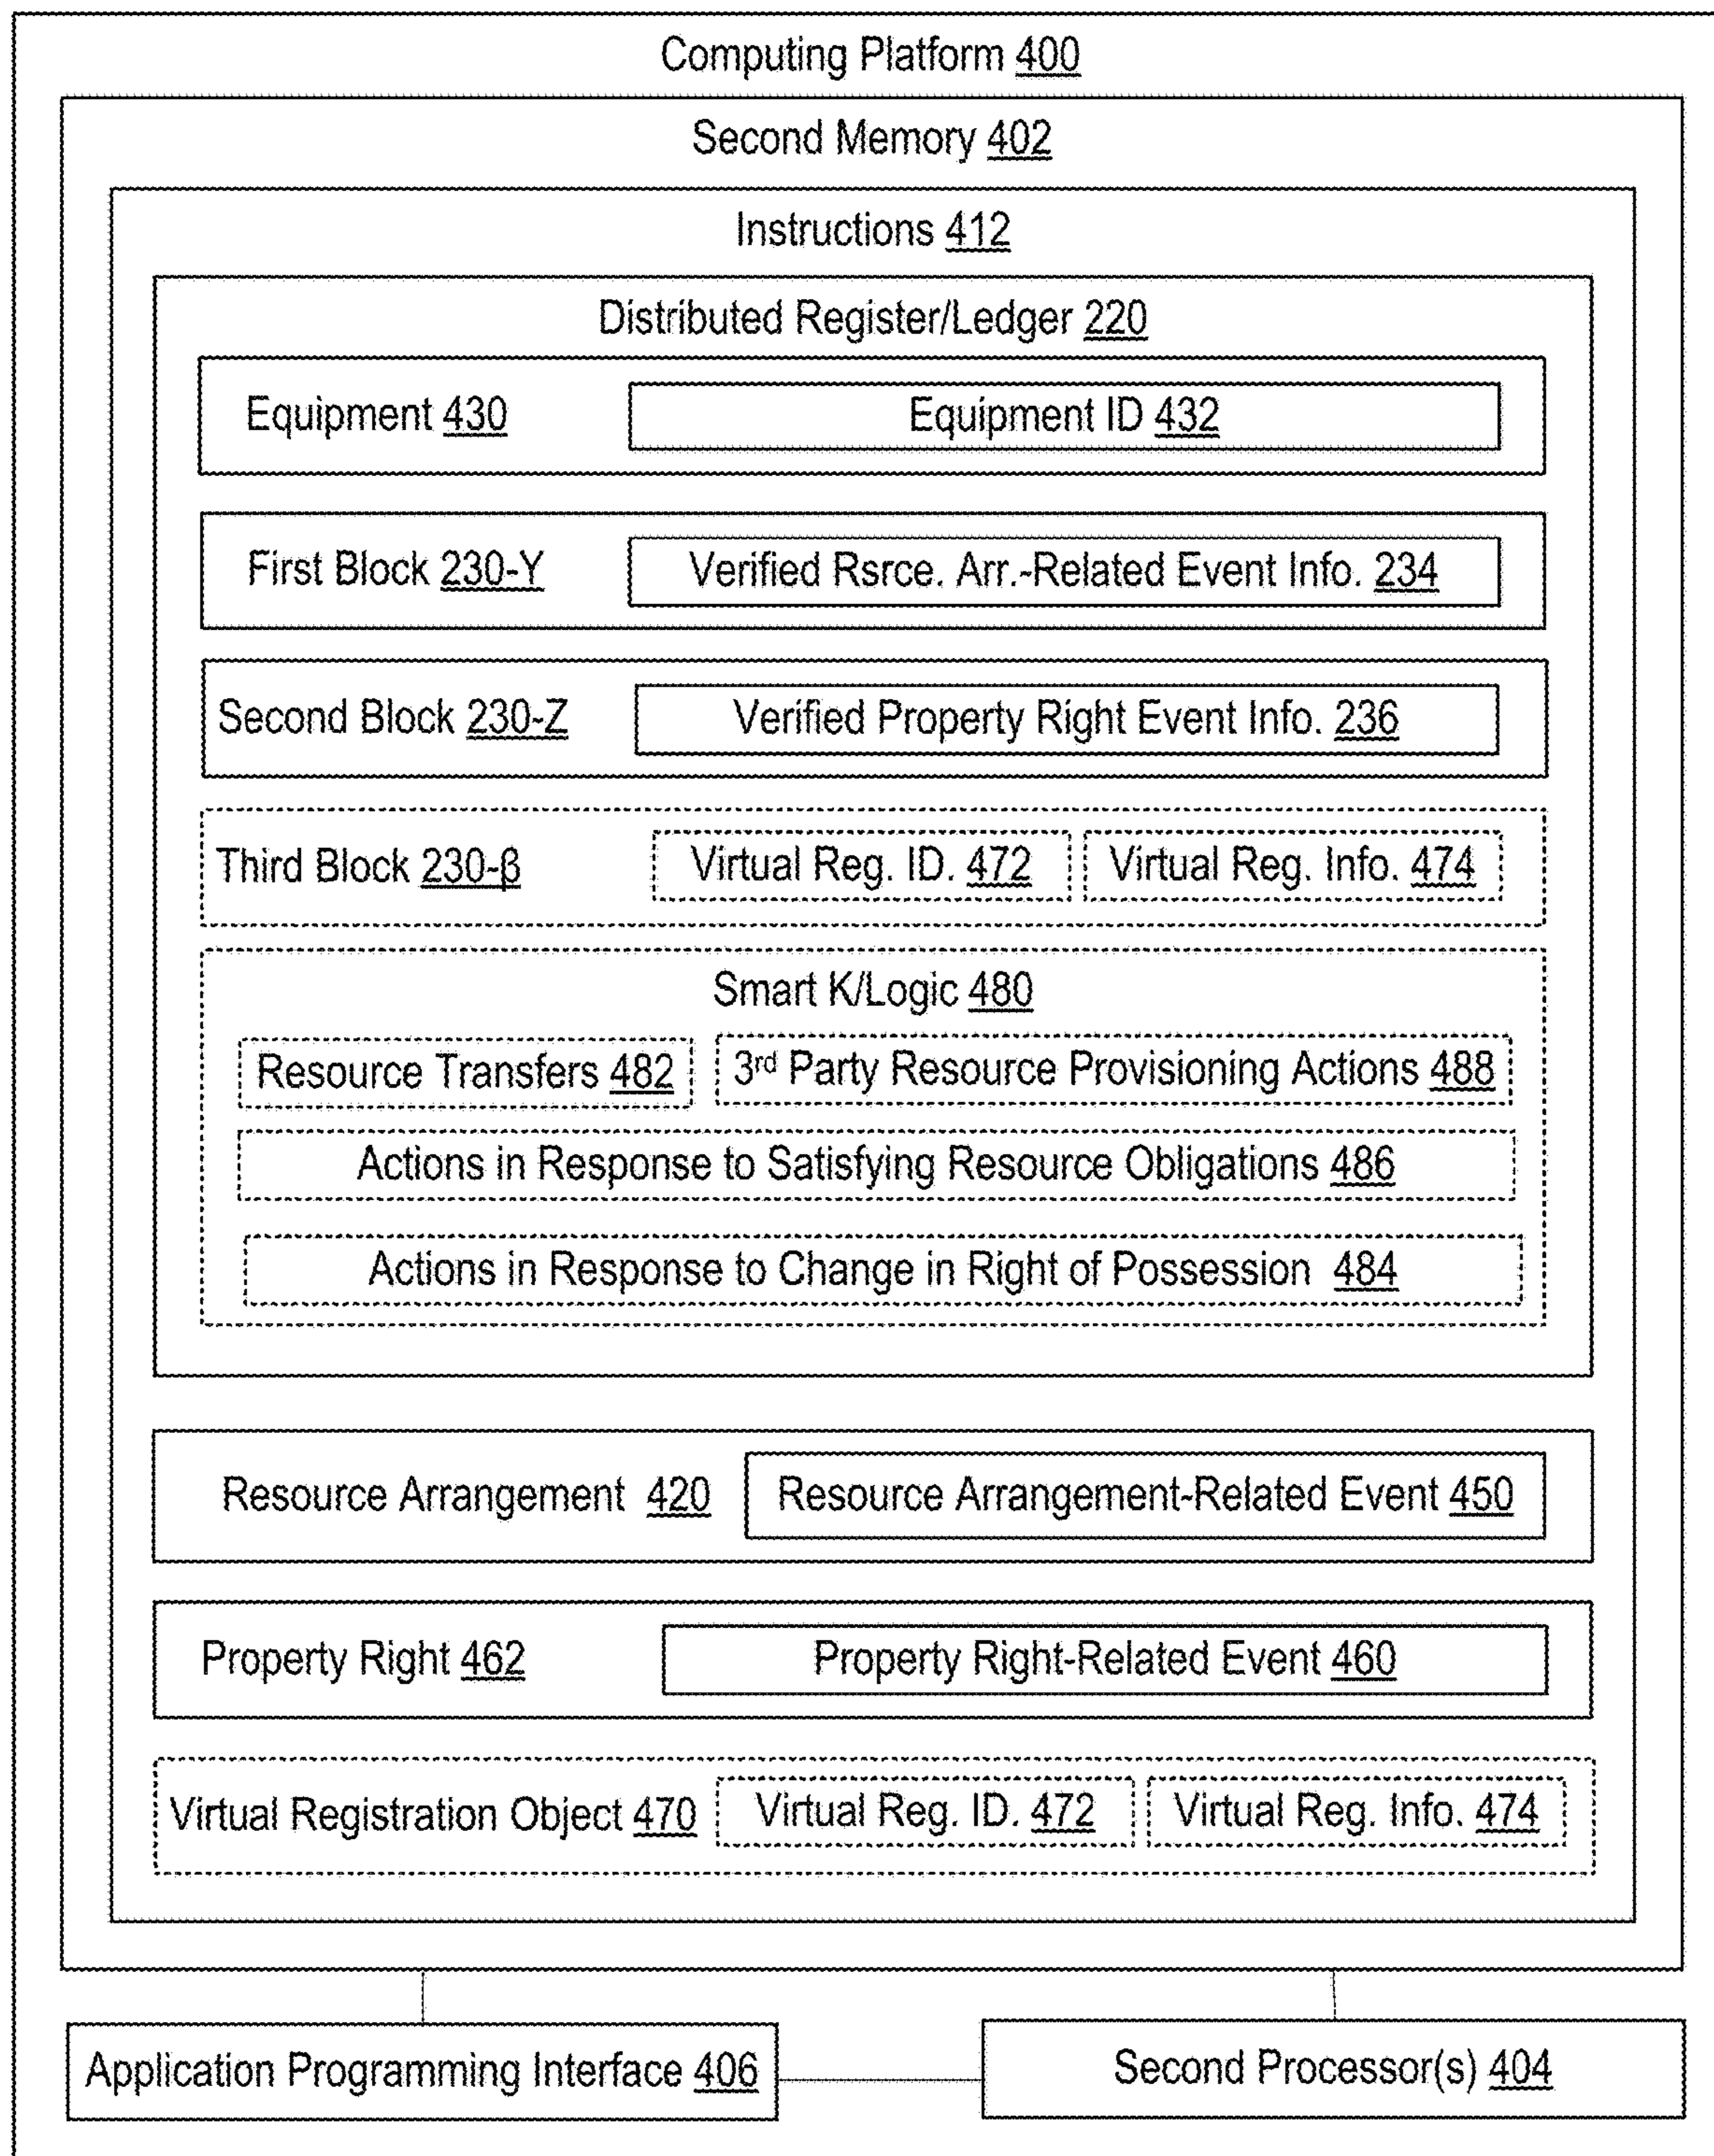 Computing Platform 400
Second Memory 402
Instructions 412
Distributed Register/Ledger 220
Equipment 430 Equipment ID 432
First Block 230-Y Verified Rsrce. Arr.-Related Event Info. 234
Second Block 230-Z Verified Property Right Event Info. 236
Third Block 230-β Virtual Reg. ID. 472 Virtual Reg. Info. 474
Smart K/Logic 480
Resource Transfers 482 3rd Party Resource Provisioning Actions 488
Actions in Response to Satisfying Resource Obligations 486
Actions in Response to Change in Right of Possession 484
Resource Arrangement 420 Resource Arrangement-Related Event 450
Property Right 462 Property Right-Related Event 460
Virtual Registration Object 470 Virtual Reg. ID. 472 Virtual Reg. Info. 474
Application Programming Interface 406 Second Processor(s) 404